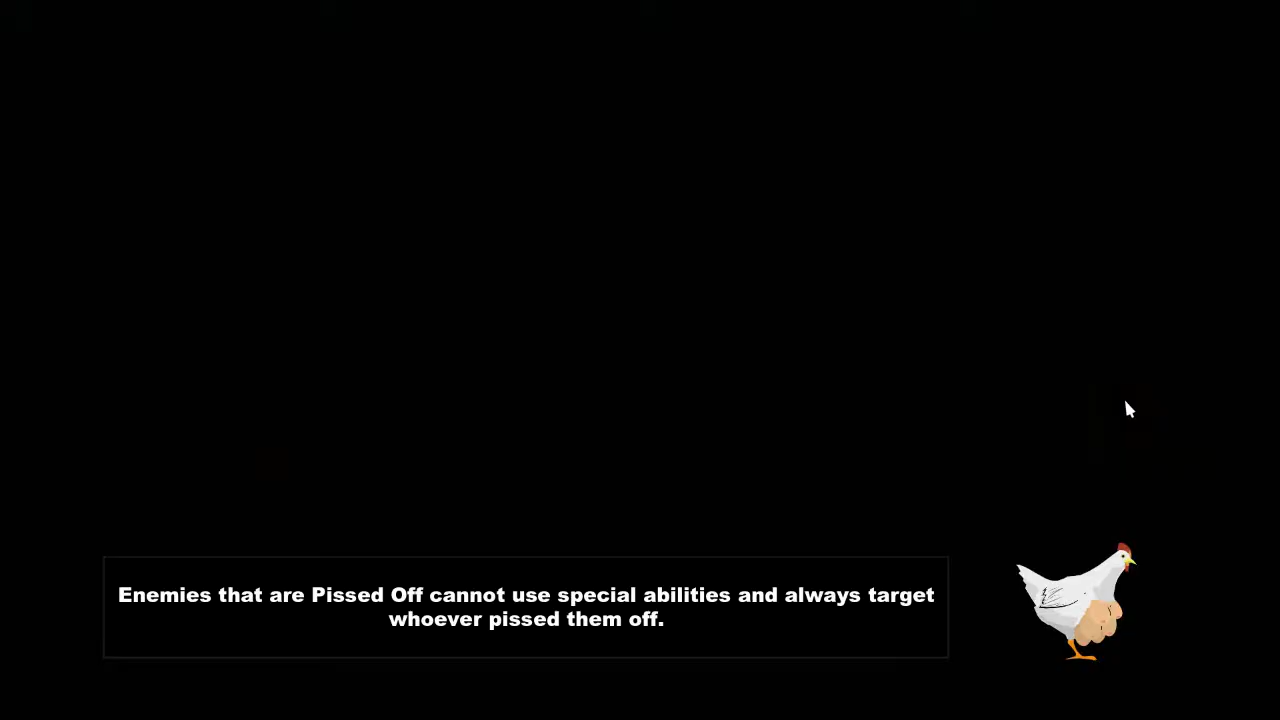 Enemies that are Pissed Off cannot use special abilities and always target
whoever pissed them off.